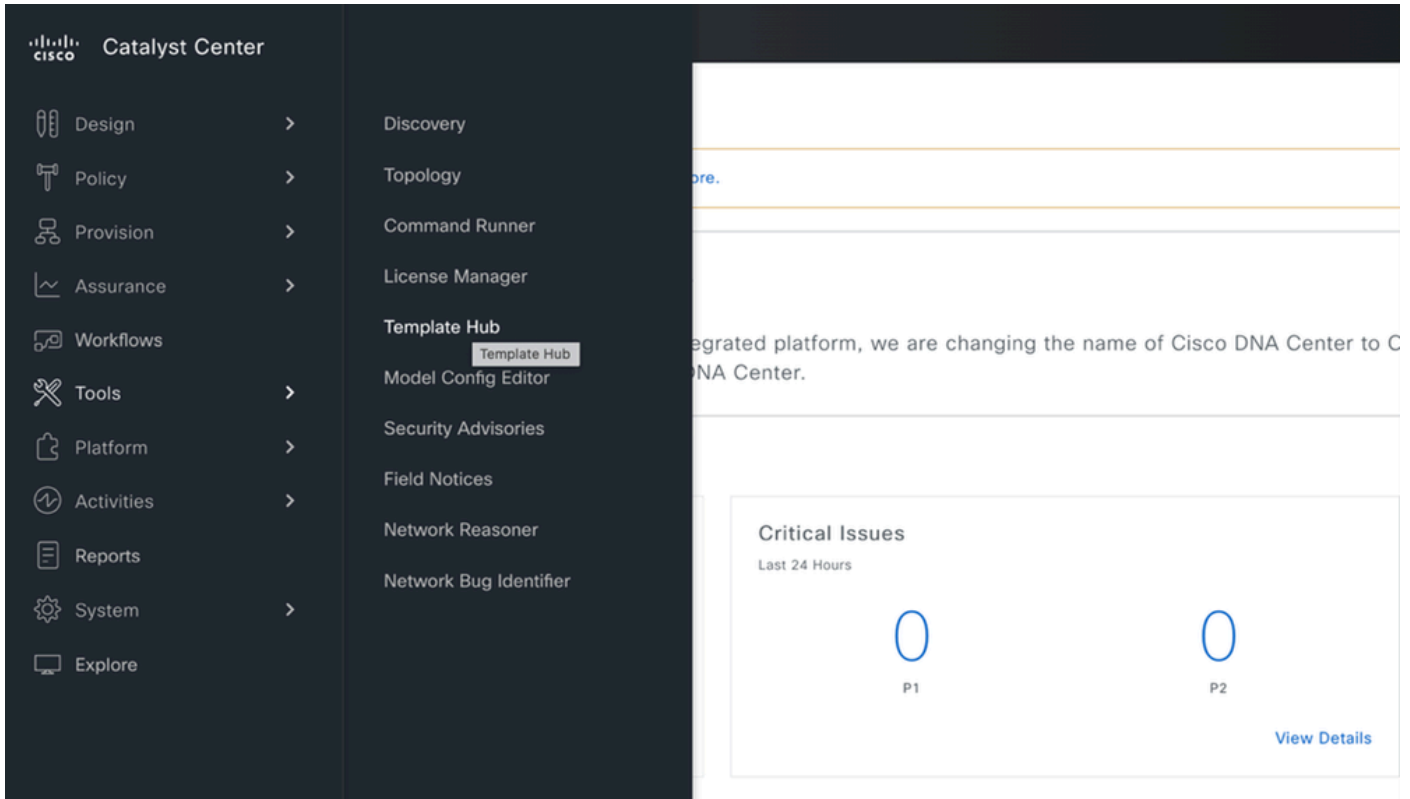 cisco
Catalyst Center
Design
Policy
Provision
Assurance
Workflows
Tools
Platform
Activities
Reports
System
Explore
Discovery
Topology
Command Runner
License Manager
Template Hub
Template Hub
Model Config Editor
Security Advisories
Field Notices
Network Reasoner
Network Bug Identifier
ore.
egrated platform, we are changing the name of Cisco DNA Center to C
NA Center.
Critical Issues
Last 24 Hours
0 0
P1 P2
View Details